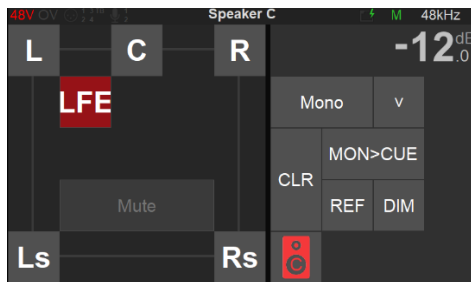 48V OV Speaker C M 48kHz
L C R -12.0 dB
LFE Mono v
MON>CUE
CLR
Mute REF DIM
Ls Rs C